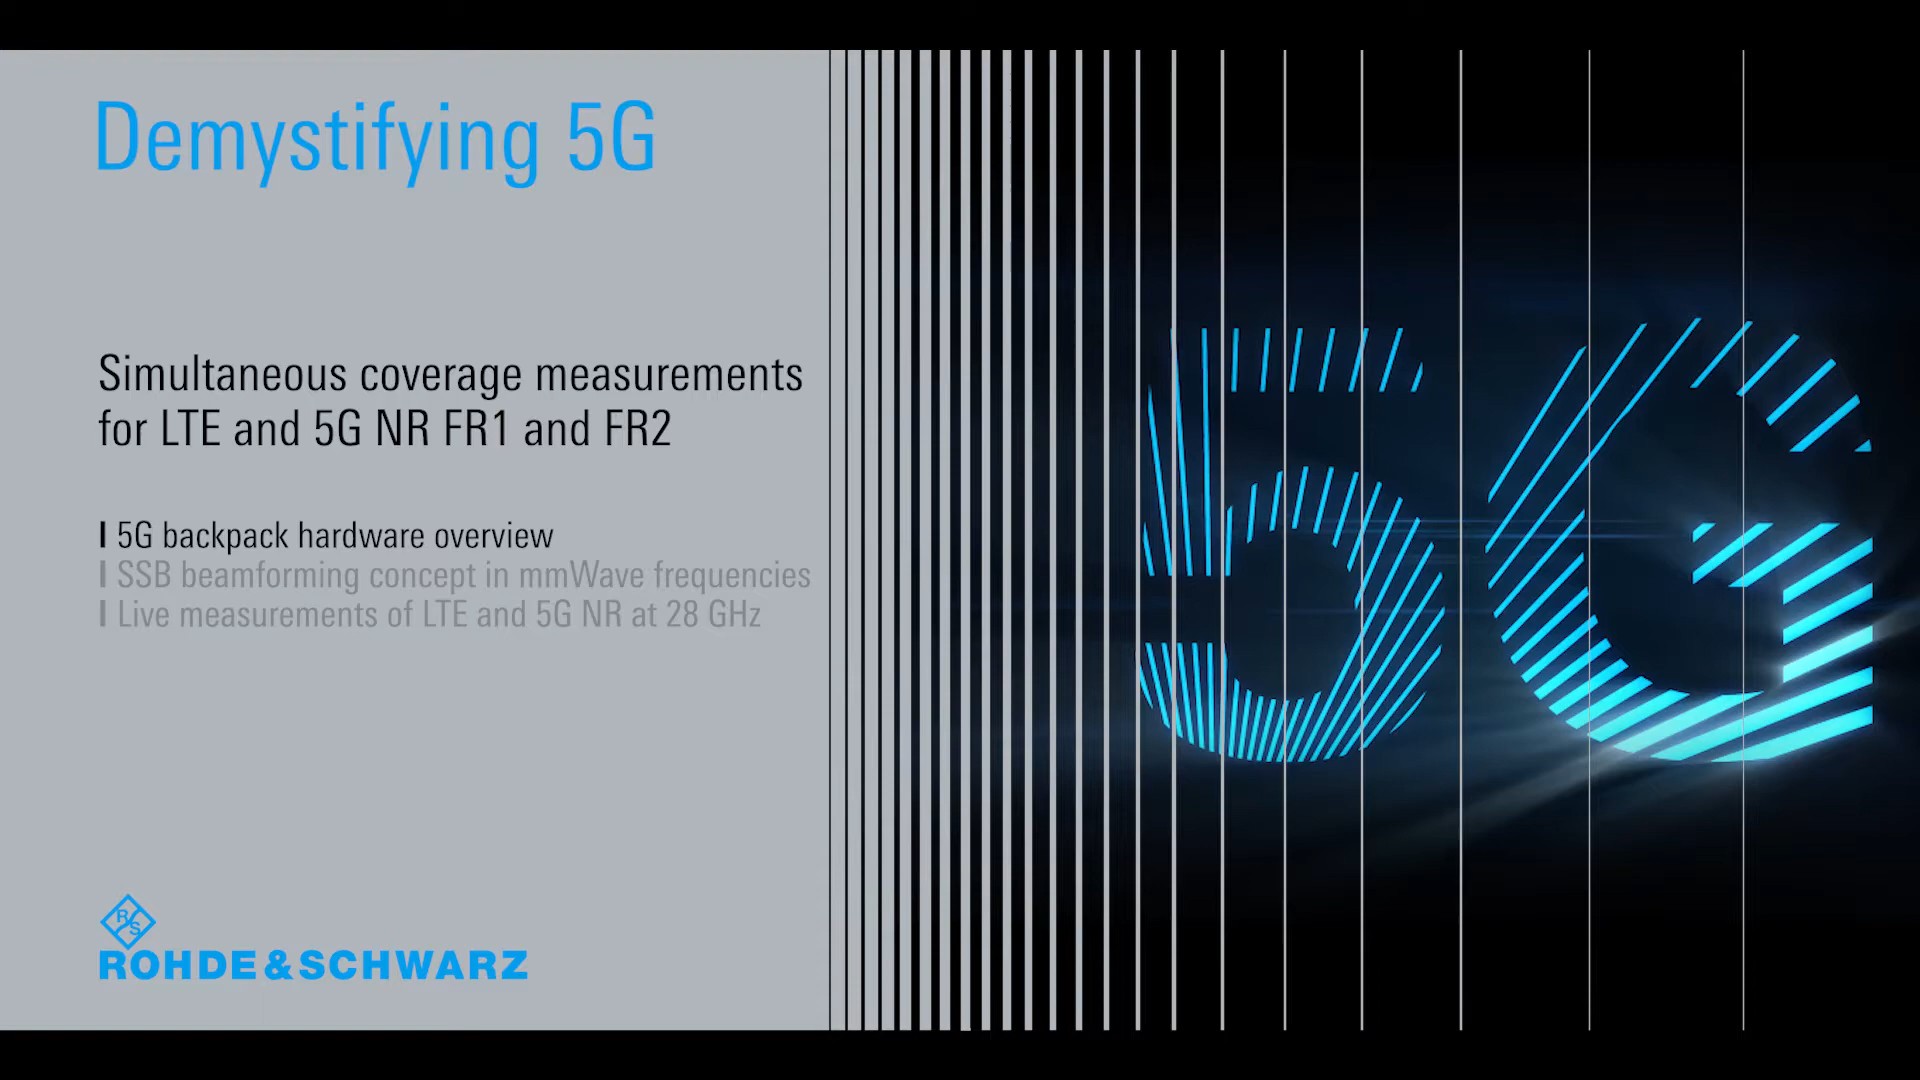 Demystifying 5G
Simultaneous coverage measurements
for LTE and 5G NR FR1 and FR2
5G backpack hardware overview
SSB beamforming concept in mmWave frequencies
Live measurements of LTE and 5G NR at 28 GHz
5G
R S
ROHDE&SCHWARZ